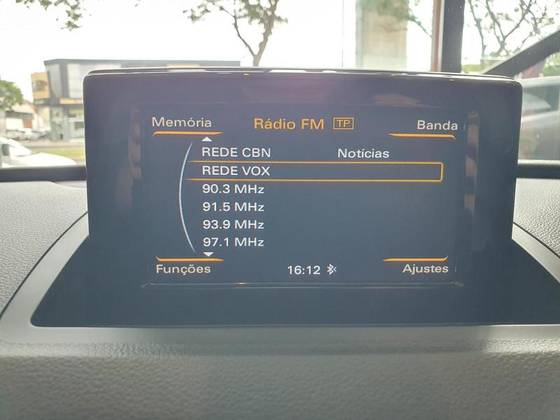 Memória Rádio FM TP Banda
REDE CBN Notícias
REDE VOX
90.3 MHz
91.5 MHz
93.9 MHz
97.1 MHz
Funções 16:12 Ajustes